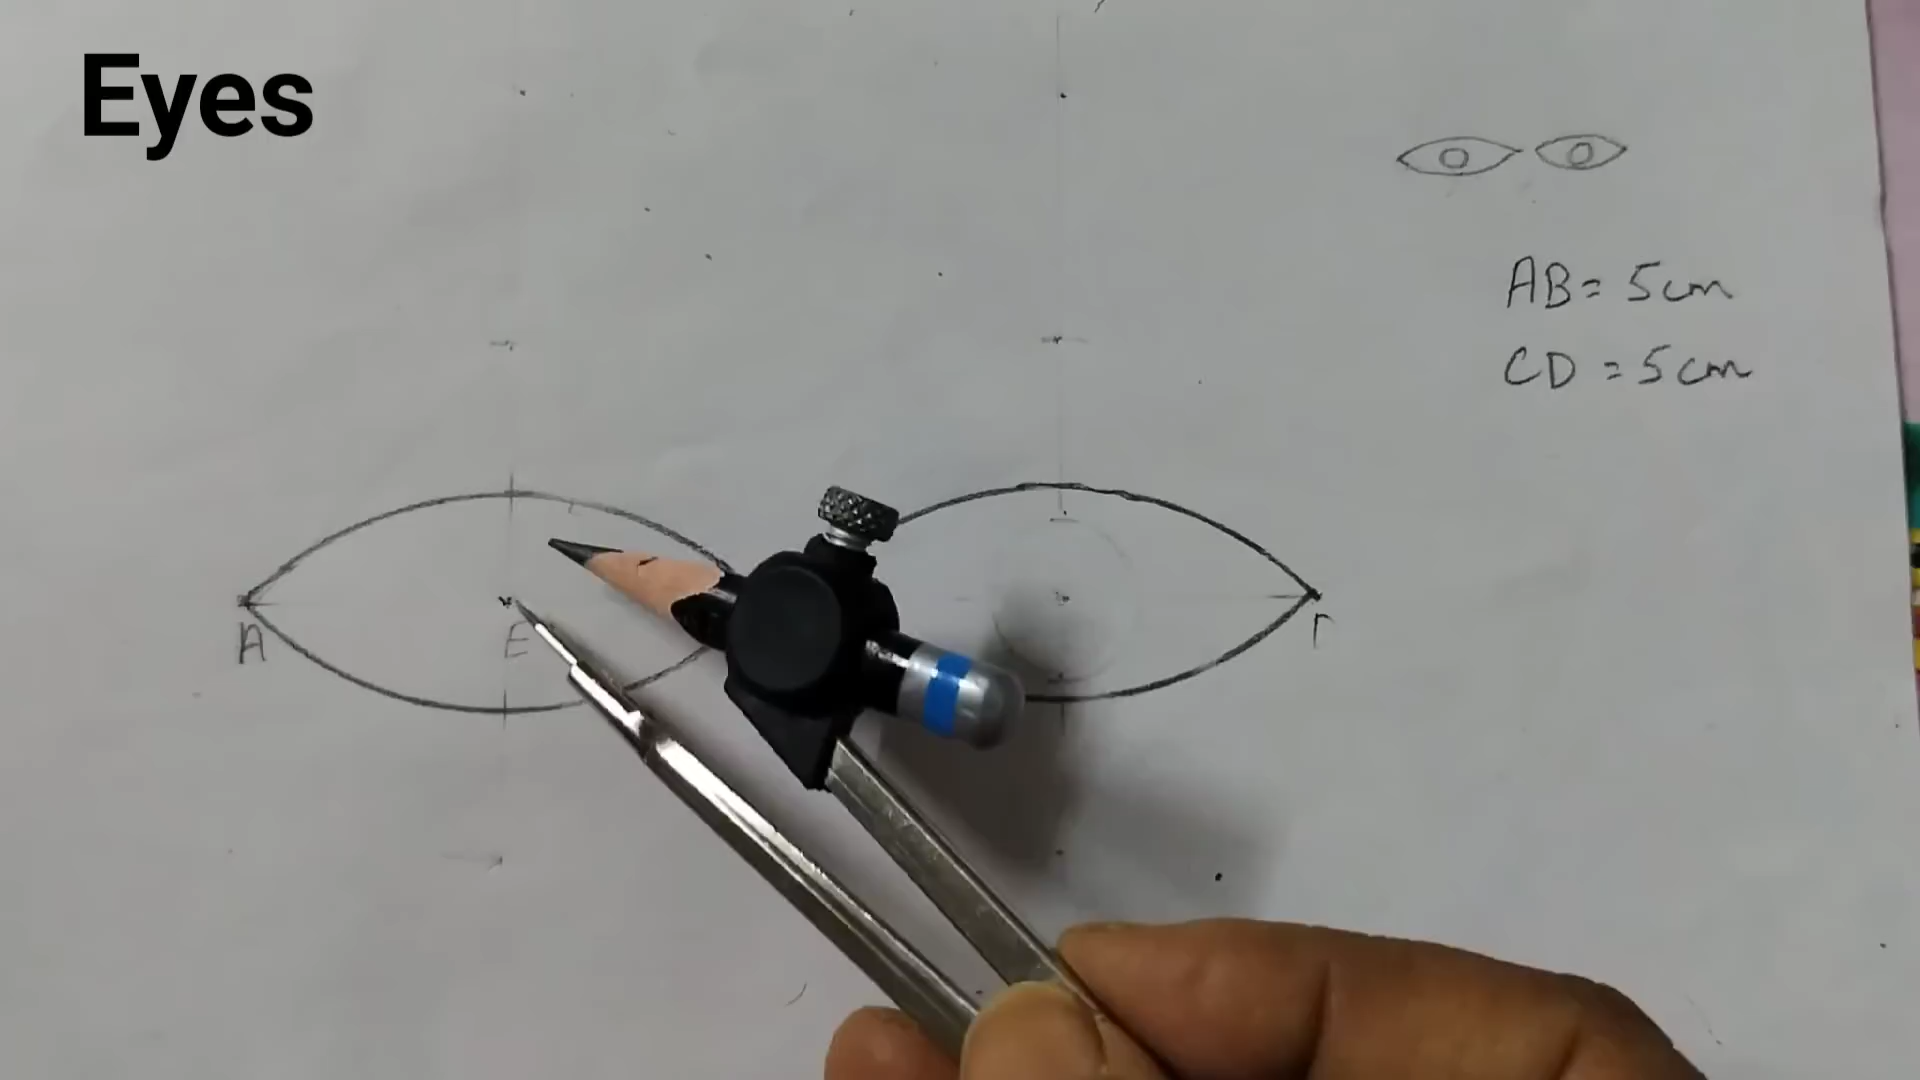 Eyes
AB = 5cm
CD = 5cm
A
E